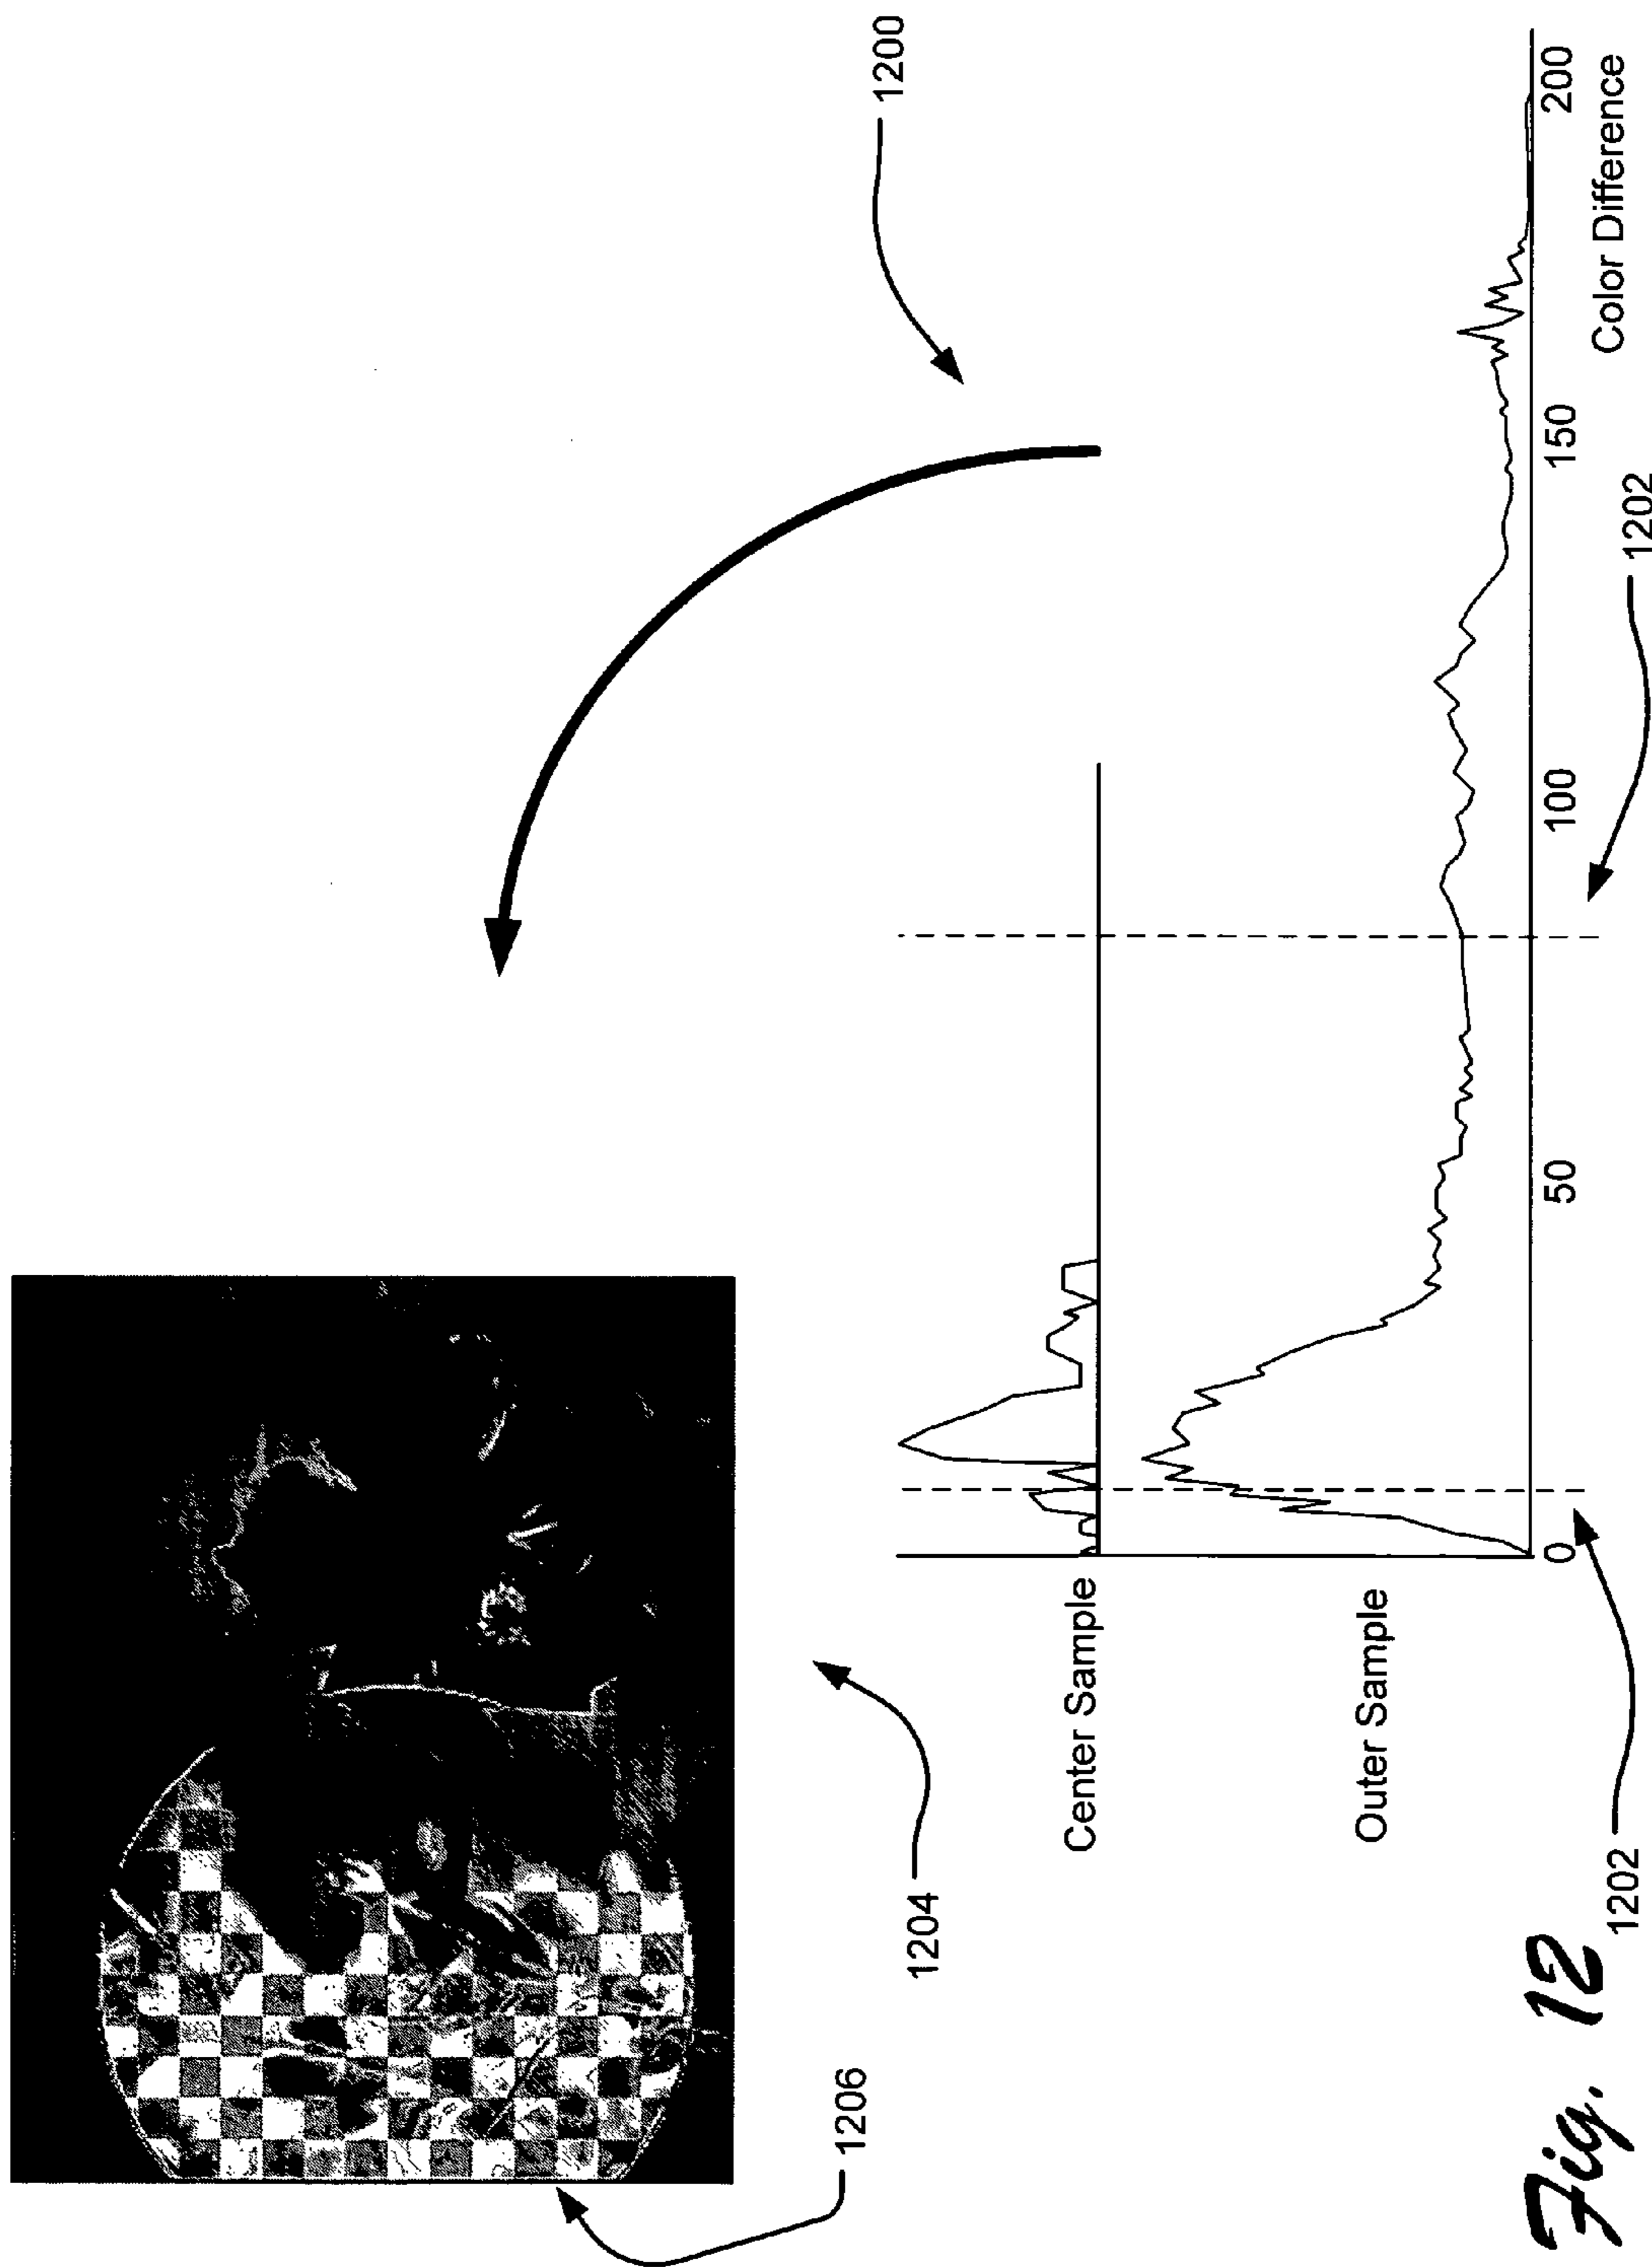 1206
1204
1200
Center Sample
Outer Sample
0
50
100
150
200
Color Difference
1202
1202
Fig. 12